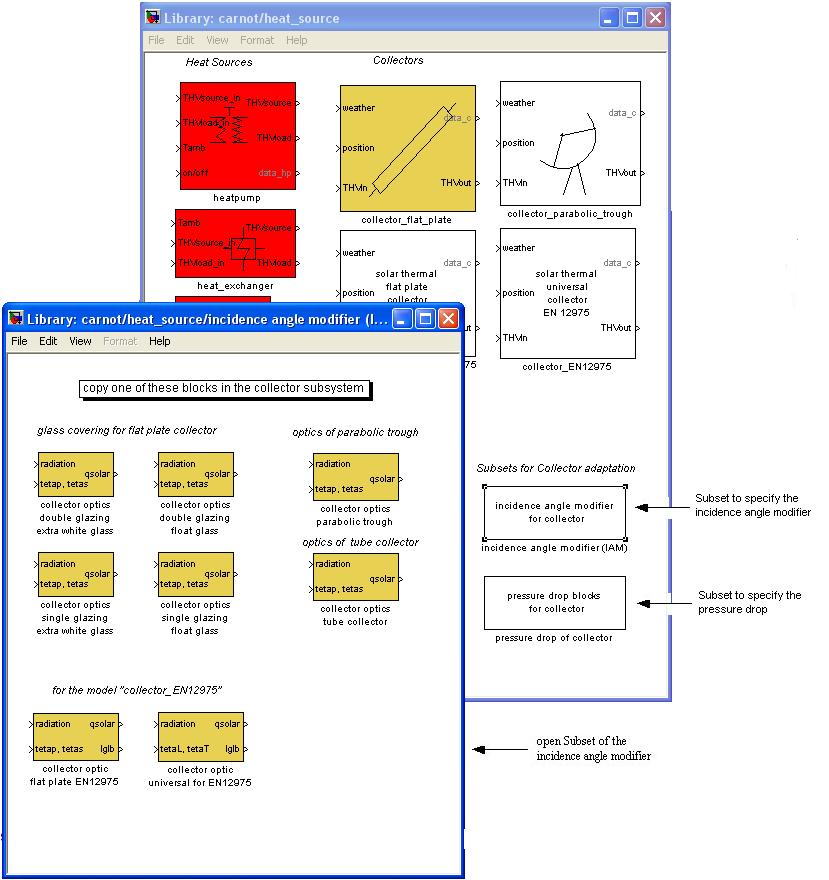 Library: carnot/heat_source
File Edit View Format Help
Heat Sources
Collectors
THVsource_in
THVsource
THVload_in
THVload
Tamb
on/off
data_hp
heatpump
weather
data_c
position
THVin
THVout
collector_flat_plate
data_c
THVin
THVout
collector_parabolic_trough
Tamb
THVsource
THVsource_in
THVload_in
THVload
heat_exchanger
weather
data_c
solar thermal
flat plate
collector
position
weather
data_c
solar thermal
universal
collector
EN 12975
position
THVin
THVout
75
collector_EN12975
Subsets for Collector adaptation
incidence angle modifier
for collector
incidence angle modifier (IAM)
pressure drop blocks
for collector
pressure drop of collector
Subset to specify the
incidence angle modifier
Subset to specify the
pressure drop
Library: carnot/heat_source/incidence angle modifier (I...
File Edit View Format Help
copy one of these blocks in the collector subsystem
glass covering for flat plate collector
radiation
qsolar
tetap, tetas
collector optics
double glazing
extra white glass
radiation
qsolar
tetap, tetas
collector optics
double glazing
float glass
radiation
qsolar
tetap, tetas
collector optics
single glazing
extra white glass
radiation
qsolar
tetap, tetas
collector optics
single glazing
float glass
optics of parabolic trough
radiation
qsolar
tetap, tetas
collector optics
parabolic trough
optics of tube collector
radiation
qsolar
tetap, tetas
collector optics
tube collector
for the model "collector_EN12975"
radiation qsolar
tetap, tetas Iglb
collector optic
flat plate EN12975
radiation qsolar
tetaL, tetaT Iglb
collector optic
universal for EN12975
open Subset of the
incidence angle modifier